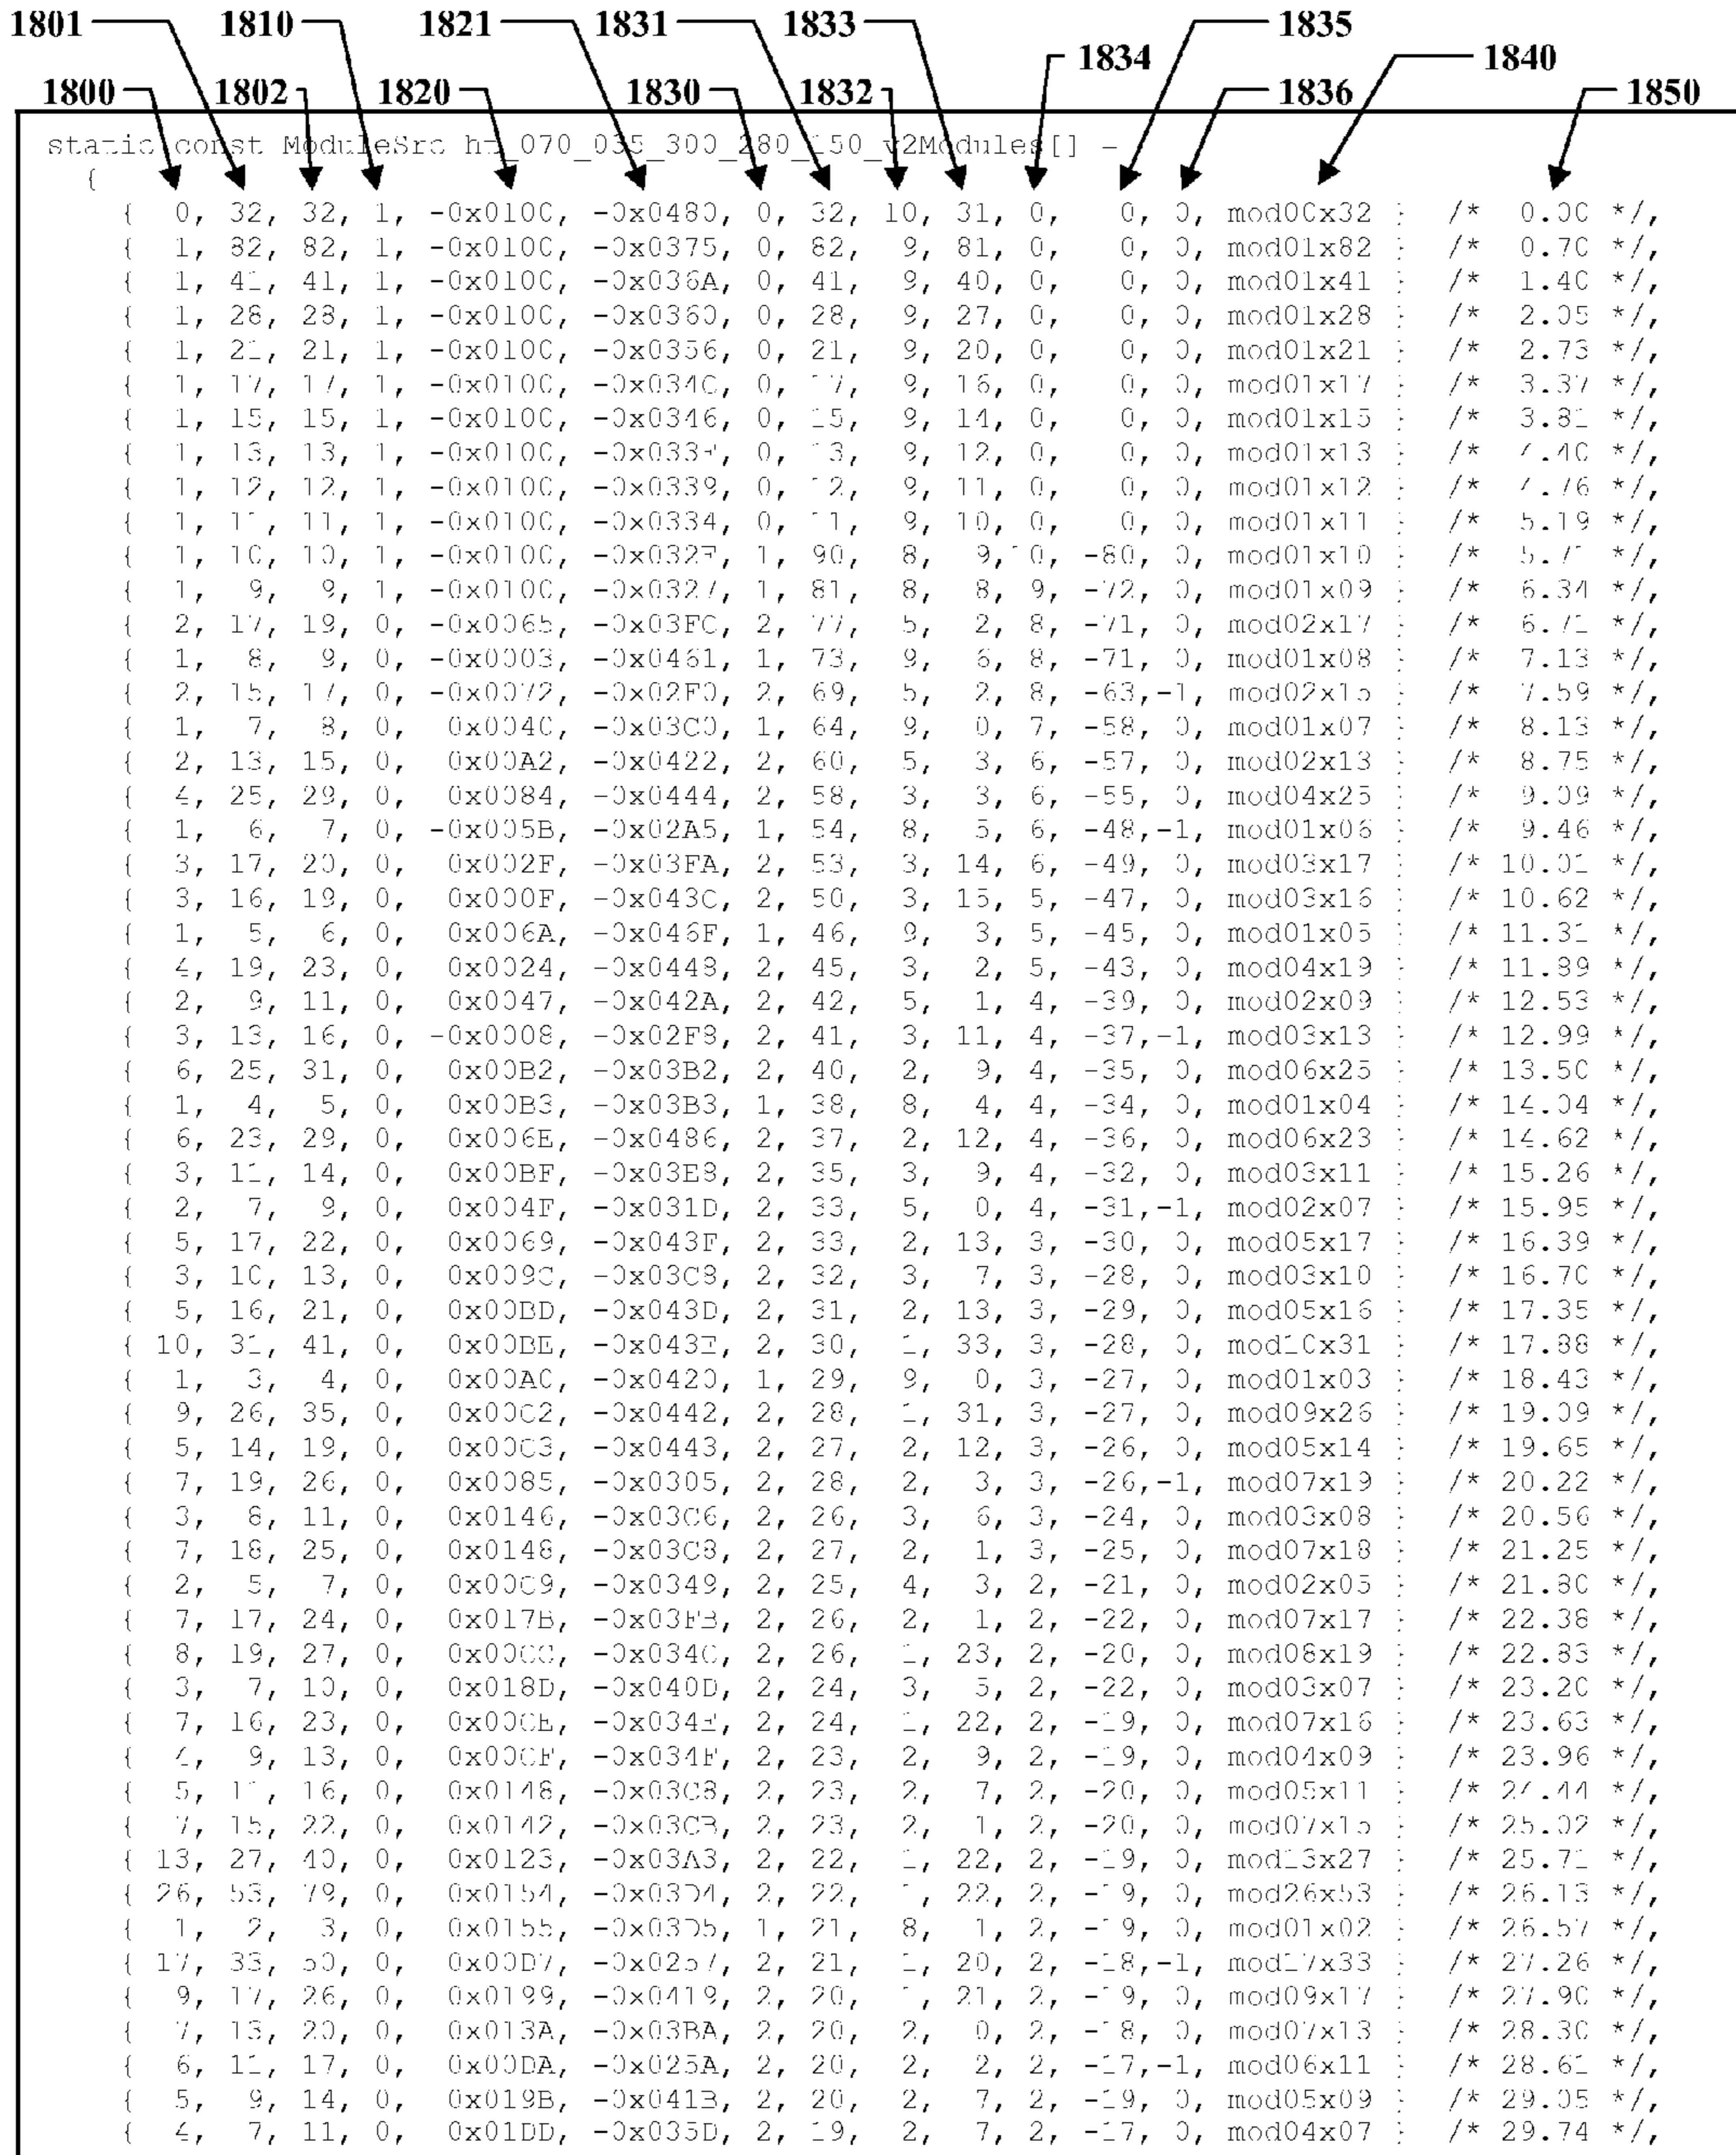 1801 1810 1821 1831 1833 1835
1834 1840
1800 1802 1820 1830 1832 1836 1850
static const ModuleSrc ht_070_035_300_280_150_v2Modules[] =
{
{ 0, 32, 32, 1, -0x0100, -0x0480, 0, 32, 10, 31, 0, 0, 0, mod00x32 } /* 0.00 */,
{ 1, 82, 82, 1, -0x0100, -0x0375, 0, 82, 9, 81, 0, 0, 0, mod01x82 } /* 0.70 */,
{ 1, 41, 41, 1, -0x0100, -0x036A, 0, 41, 9, 40, 0, 0, 0, mod01x41 } /* 1.40 */,
{ 1, 28, 28, 1, -0x0100, -0x0360, 0, 28, 9, 27, 0, 0, 0, mod01x28 } /* 2.05 */,
{ 1, 21, 21, 1, -0x0100, -0x0356, 0, 21, 9, 20, 0, 0, 0, mod01x21 } /* 2.73 */,
{ 1, 17, 17, 1, -0x0100, -0x034C, 0, 17, 9, 16, 0, 0, 0, mod01x17 } /* 3.37 */,
{ 1, 15, 15, 1, -0x0100, -0x0346, 0, 15, 9, 14, 0, 0, 0, mod01x15 } /* 3.81 */,
{ 1, 13, 13, 1, -0x0100, -0x033F, 0, 13, 9, 12, 0, 0, 0, mod01x13 } /* 4.40 */,
{ 1, 12, 12, 1, -0x0100, -0x0339, 0, 12, 9, 11, 0, 0, 0, mod01x12 } /* 4.76 */,
{ 1, 11, 11, 1, -0x0100, -0x0334, 0, 11, 9, 10, 0, 0, 0, mod01x11 } /* 5.19 */,
{ 1, 10, 10, 1, -0x0100, -0x032F, 1, 90, 8, 9,10, -80, 0, mod01x10 } /* 5.71 */,
{ 1, 9, 9, 1, -0x0100, -0x0327, 1, 81, 8, 8, 9, -72, 0, mod01x09 } /* 6.34 */,
{ 2, 17, 19, 0, -0x0065, -0x03FC, 2, 77, 5, 2, 8, -71, 0, mod02x17 } /* 6.71 */,
{ 1, 8, 9, 0, -0x0003, -0x0461, 1, 73, 9, 6, 8, -71, 0, mod01x08 } /* 7.13 */,
{ 2, 15, 17, 0, -0x0072, -0x02F0, 2, 69, 5, 2, 8, -63,-1, mod02x15 } /* 7.59 */,
{ 1, 7, 8, 0, 0x004C, -0x03C0, 1, 64, 9, 0, 7, -58, 0, mod01x07 } /* 8.13 */,
{ 2, 13, 15, 0, 0x00A2, -0x0422, 2, 60, 5, 3, 6, -57, 0, mod02x13 } /* 8.75 */,
{ 4, 25, 29, 0, 0x0084, -0x0444, 2, 58, 3, 3, 6, -55, 0, mod04x25 } /* 9.09 */,
{ 1, 6, 7, 0, -0x005B, -0x02A5, 1, 54, 8, 5, 6, -48,-1, mod01x06 } /* 9.46 */,
{ 3, 17, 20, 0, 0x002F, -0x03FA, 2, 53, 3, 14, 6, -49, 0, mod03x17 } /* 10.01 */,
{ 3, 16, 19, 0, 0x000F, -0x043C, 2, 50, 3, 15, 5, -47, 0, mod03x16 } /* 10.62 */,
{ 1, 5, 6, 0, 0x006A, -0x046F, 1, 46, 9, 3, 5, -45, 0, mod01x05 } /* 11.31 */,
{ 4, 19, 23, 0, 0x0024, -0x0448, 2, 45, 3, 2, 5, -43, 0, mod04x19 } /* 11.89 */,
{ 2, 9, 11, 0, 0x0047, -0x042A, 2, 42, 5, 1, 4, -39, 0, mod02x09 } /* 12.53 */,
{ 3, 13, 16, 0, -0x0008, -0x02F8, 2, 41, 3, 11, 4, -37,-1, mod03x13 } /* 12.99 */,
{ 6, 25, 31, 0, 0x00B2, -0x03B2, 2, 40, 2, 9, 4, -35, 0, mod06x25 } /* 13.50 */,
{ 1, 4, 5, 0, 0x00B3, -0x03B3, 1, 38, 8, 4, 4, -34, 0, mod01x04 } /* 14.04 */,
{ 6, 23, 29, 0, 0x006E, -0x0486, 2, 37, 2, 12, 4, -36, 0, mod06x23 } /* 14.62 */,
{ 3, 11, 14, 0, 0x00BF, -0x03E8, 2, 35, 3, 9, 4, -32, 0, mod03x11 } /* 15.26 */,
{ 2, 7, 9, 0, 0x004F, -0x031D, 2, 33, 5, 0, 4, -31,-1, mod02x07 } /* 15.95 */,
{ 5, 17, 22, 0, 0x0069, -0x043F, 2, 33, 2, 13, 3, -30, 0, mod05x17 } /* 16.39 */,
{ 3, 10, 13, 0, 0x009C, -0x03C8, 2, 32, 3, 7, 3, -28, 0, mod03x10 } /* 16.70 */,
{ 5, 16, 21, 0, 0x00BD, -0x043D, 2, 31, 2, 13, 3, -29, 0, mod05x16 } /* 17.35 */,
{ 10, 31, 41, 0, 0x00BE, -0x043E, 2, 30, 1, 33, 3, -28, 0, mod10x31 } /* 17.88 */,
{ 1, 3, 4, 0, 0x00A0, -0x0420, 1, 29, 9, 0, 3, -27, 0, mod01x03 } /* 18.43 */,
{ 9, 26, 35, 0, 0x00C2, -0x0442, 2, 28, 1, 31, 3, -27, 0, mod09x26 } /* 19.09 */,
{ 5, 14, 19, 0, 0x00C3, -0x0443, 2, 27, 2, 12, 3, -26, 0, mod05x14 } /* 19.65 */,
{ 7, 19, 26, 0, 0x0085, -0x0305, 2, 28, 2, 3, 3, -26,-1, mod07x19 } /* 20.22 */,
{ 3, 8, 11, 0, 0x0146, -0x03C6, 2, 26, 3, 6, 3, -24, 0, mod03x08 } /* 20.56 */,
{ 7, 18, 25, 0, 0x0148, -0x03C8, 2, 27, 2, 1, 3, -25, 0, mod07x18 } /* 21.25 */,
{ 2, 5, 7, 0, 0x00C9, -0x0349, 2, 25, 4, 3, 2, -21, 0, mod02x05 } /* 21.80 */,
{ 7, 17, 24, 0, 0x017B, -0x03FB, 2, 26, 2, 1, 2, -22, 0, mod07x17 } /* 22.38 */,
{ 8, 19, 27, 0, 0x00CC, -0x034C, 2, 26, 1, 23, 2, -20, 0, mod08x19 } /* 22.83 */,
{ 3, 7, 10, 0, 0x018D, -0x040D, 2, 24, 3, 5, 2, -22, 0, mod03x07 } /* 23.20 */,
{ 7, 16, 23, 0, 0x00CE, -0x034E, 2, 24, 1, 22, 2, -19, 0, mod07x16 } /* 23.63 */,
{ 4, 9, 13, 0, 0x00CF, -0x034F, 2, 23, 2, 9, 2, -19, 0, mod04x09 } /* 23.96 */,
{ 5, 11, 16, 0, 0x0148, -0x03C8, 2, 23, 2, 7, 2, -20, 0, mod05x11 } /* 24.44 */,
{ 7, 15, 22, 0, 0x0142, -0x03CB, 2, 23, 2, 1, 2, -20, 0, mod07x15 } /* 25.02 */,
{ 13, 27, 40, 0, 0x0123, -0x03A3, 2, 22, 1, 22, 2, -19, 0, mod13x27 } /* 25.71 */,
{ 26, 53, 79, 0, 0x0154, -0x03D4, 2, 22, 1, 22, 2, -19, 0, mod26x53 } /* 26.13 */,
{ 1, 2, 3, 0, 0x0155, -0x03D5, 1, 21, 8, 1, 2, -19, 0, mod01x02 } /* 26.57 */,
{ 17, 33, 50, 0, 0x00D7, -0x0257, 2, 21, 1, 20, 2, -18,-1, mod17x33 } /* 27.26 */,
{ 9, 17, 26, 0, 0x0199, -0x0419, 2, 20, 1, 21, 2, -19, 0, mod09x17 } /* 27.90 */,
{ 7, 13, 20, 0, 0x013A, -0x03BA, 2, 20, 2, 0, 2, -18, 0, mod07x13 } /* 28.30 */,
{ 6, 11, 17, 0, 0x00DA, -0x025A, 2, 20, 2, 2, 2, -17,-1, mod06x11 } /* 28.61 */,
{ 5, 9, 14, 0, 0x019B, -0x041B, 2, 20, 2, 7, 2, -19, 0, mod05x09 } /* 29.05 */,
{ 4, 7, 11, 0, 0x01DD, -0x035D, 2, 19, 2, 7, 2, -17, 0, mod04x07 } /* 29.74 */,